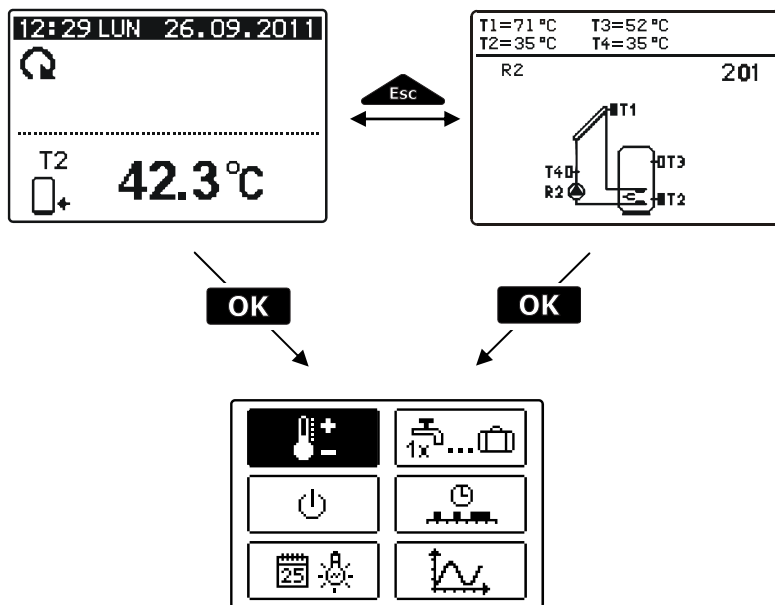 12:29 LUN 26.09.2011
T2
42.3°C
Esc
T1=71°C T3=52°C
T2=35°C T4=35°C
R2 201
T1
T4 T3
R2 T2
OK OK
1x ...
25